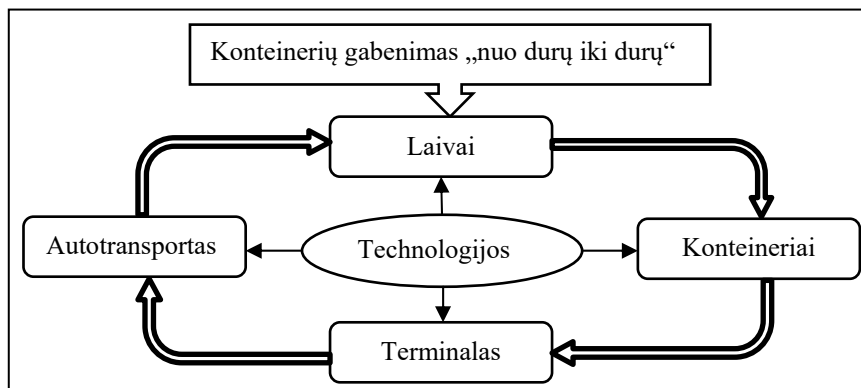 Konteinerių gabenimas „nuo durų iki durų“
Laivai
Autotransportas
Technologijos
Konteineriai
Terminalas